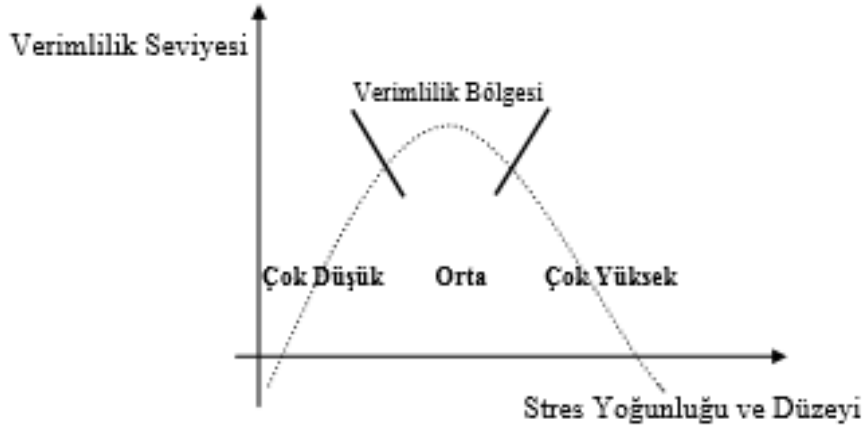 Verimlilik Seviyesi
Verimlilik Bölgesi
Çok Düşük Orta Çok Yüksek
Stres Yoğunluğu ve Düzeyi